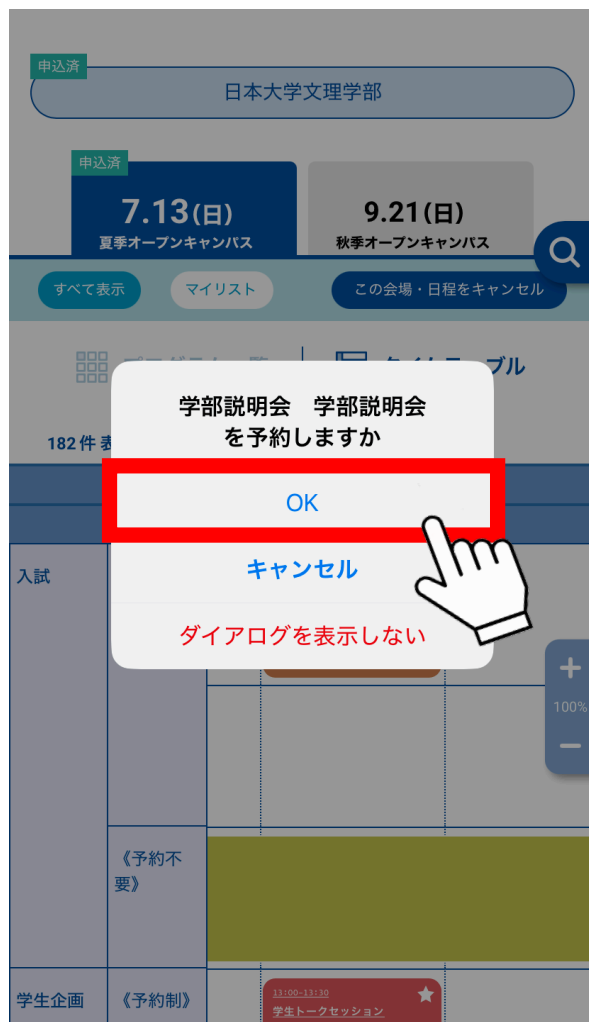 申込済
日本大学文理学部
申込済
7.13(日)
夏季オープンキャンパス
9.21(日)
秋季オープンキャンパス
すべて表示
マイリスト
この会場・日程をキャンセル
ブル
学部説明会 学部説明会
を予約しますか
182件
OK
キャンセル
ダイアログを表示しない
入試
100%
《予約不
要》
学生企画
《予約制》
13:00~13:30
学生トークセッション